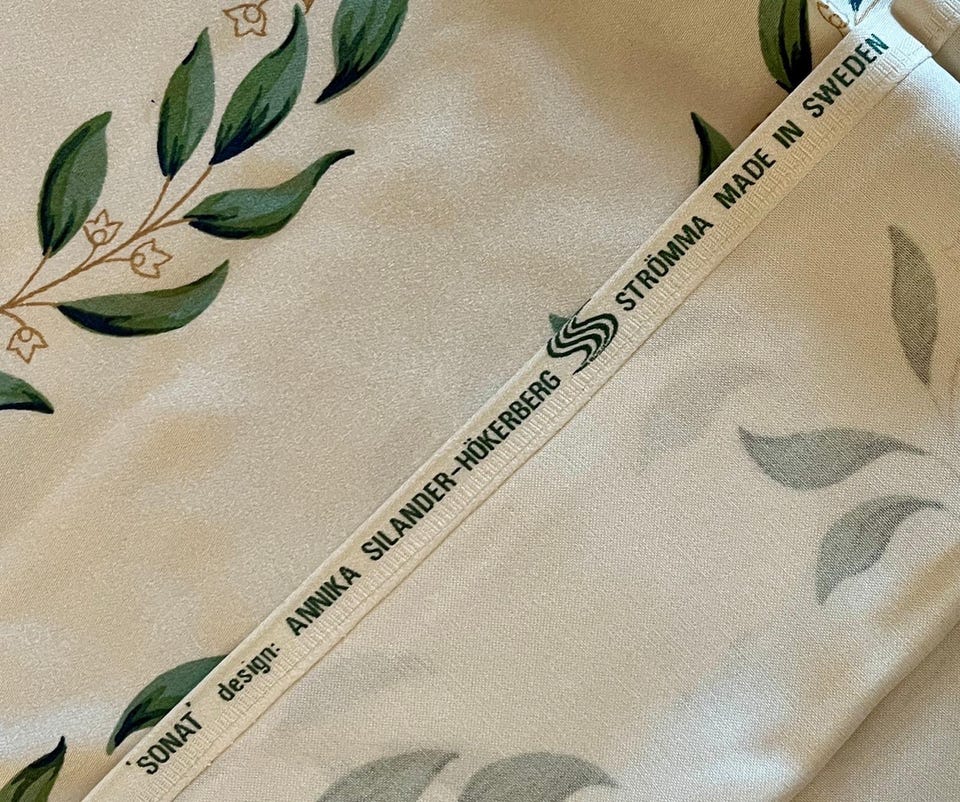 'SONAT' design: ANNIKA SILANDER-HÖKERBERG STRÖMMA MADE IN SWEDEN